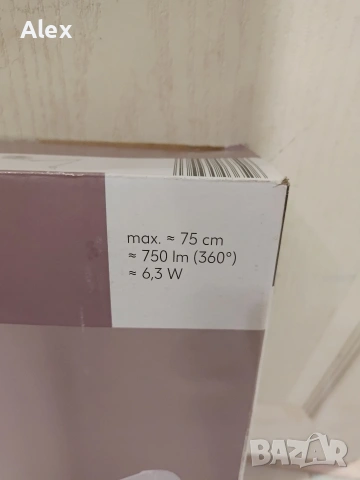 Alex
max. ≈ 75 cm
≈ 750 lm (360°)
≈ 6,3 W
BAZAR